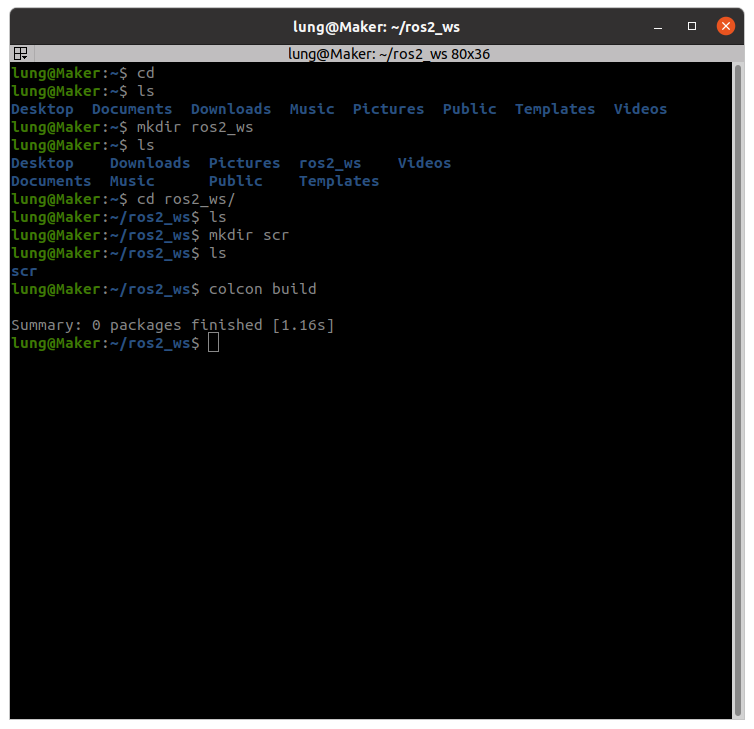 lung@Maker: ~/ros2_ws
lung@Maker: ~/ros2_ws 80x36
lung@Maker:~$ cd
lung@Maker:~$ ls
Desktop  Documents  Downloads  Music  Pictures  Public  Templates  Videos
lung@Maker:~$ mkdir ros2_ws
lung@Maker:~$ ls
Desktop    Downloads  Pictures  ros2_ws    Videos
Documents  Music      Public    Templates
lung@Maker:~$ cd ros2_ws/
lung@Maker:~/ros2_ws$ ls
lung@Maker:~/ros2_ws$ mkdir scr
lung@Maker:~/ros2_ws$ ls
scr
lung@Maker:~/ros2_ws$ colcon build
Summary: 0 packages finished [1.16s]
lung@Maker:~/ros2_ws$